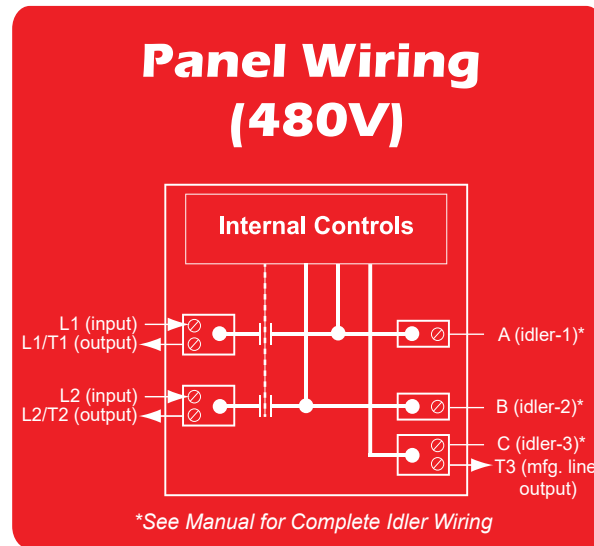 Panel Wiring
(480V)
Internal Controls
L1 (input)
L1/T1 (output)
L2 (input)
L2/T2 (output)
A (idler-1)*
B (idler-2)*
C (idler-3)*
T3 (mfg. line
output)
*See Manual for Complete Idler Wiring